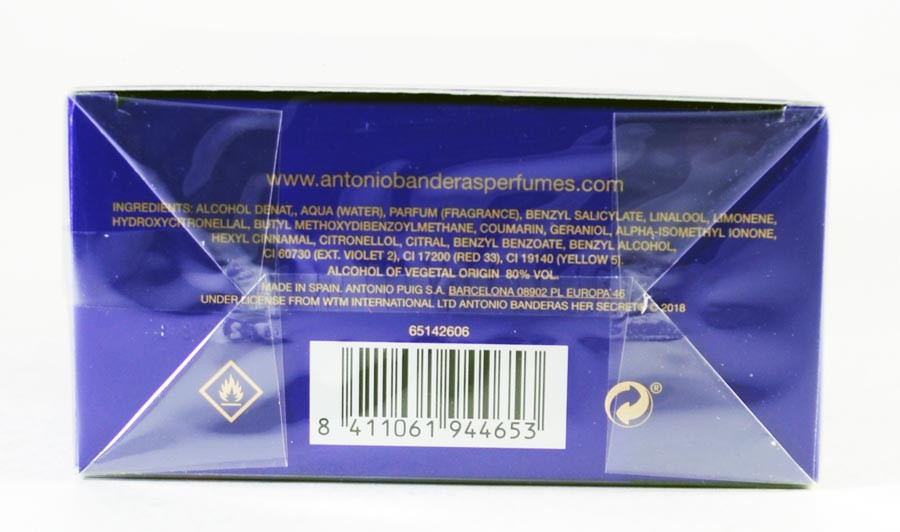 www.antoniobanderasperfumes.com
INGREDIENTS: ALCOHOL DENAT., AQUA (WATER), PARFUM (FRAGRANCE), BENZYL SALICYLATE, LINALOOL, LIMONENE,
HYDROXYCITRONELLAL, BUTYL METHOXYDIBENZOYLMETHANE, COUMARIN, GERANIOL, ALPHA-ISOMETHYL IONONE,
HEXYL CINNAMAL, CITRONELLOL, CITRAL, BENZYL BENZOATE, BENZYL ALCOHOL,
CI 60730 (EXT. VIOLET 2), CI 17200 (RED 33), CI 19140 (YELLOW 5).
ALCOHOL OF VEGETAL ORIGIN 80% VOL.
MADE IN SPAIN. ANTONIO PUIG S.A. BARCELONA 08902 PL EUROPA 46
UNDER LICENSE FROM WTM INTERNATIONAL LTD ANTONIO BANDERAS HER SECRET® © 2018
65142606
8 411061 944653
®